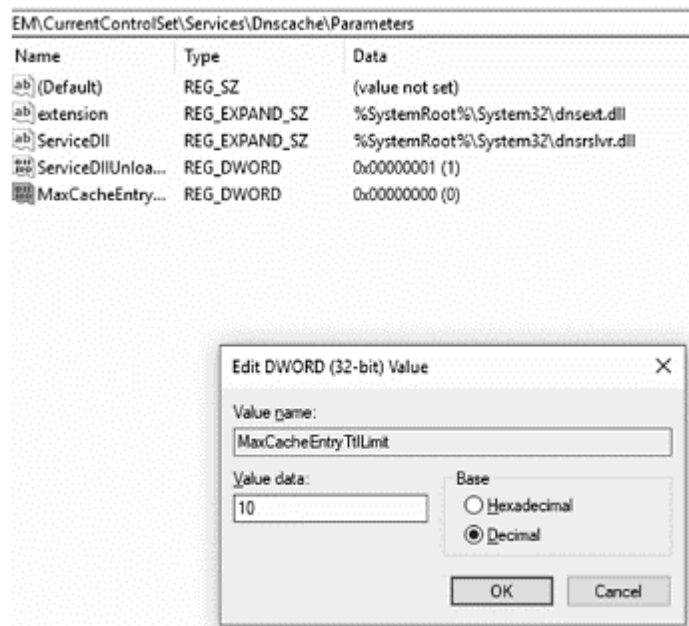 EM\CurrentControlSet\Services\Dnscache\Parameters
Name Type Data
(Default) REG_SZ (value not set)
extension REG_EXPAND_SZ %SystemRoot%\System32\dnsext.dll
ServiceDll REG_EXPAND_SZ %SystemRoot%\System32\dnsrslvr.dll
ServiceDllUnloa... REG_DWORD 0x00000001 (1)
MaxCacheEntry... REG_DWORD 0x00000000 (0)
Edit DWORD (32-bit) Value
Value name:
MaxCacheEntryTtlLimit
Value data: Base
10 Hexadecimal
Decimal
OK Cancel